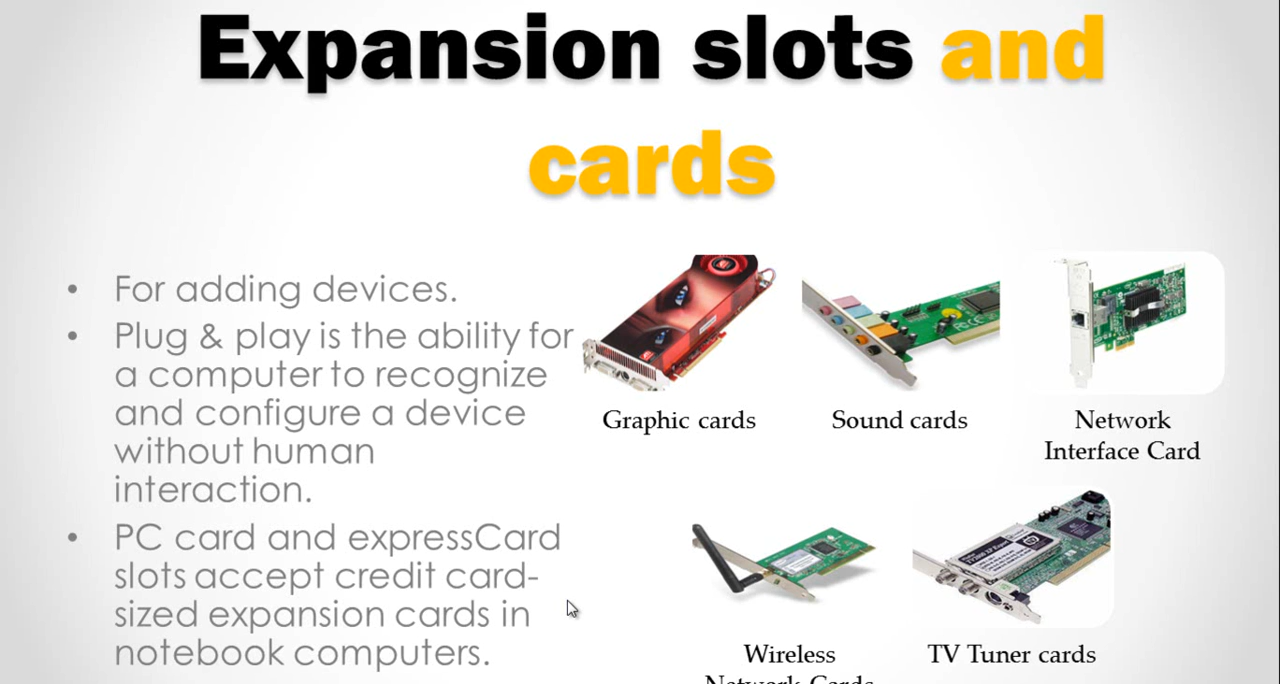 Expansion slots and
cards
• For adding devices.
• Plug & play is the ability for
a computer to recognize
and configure a device
without human
interaction.
• PC card and expressCard
slots accept credit card-
sized expansion cards in
notebook computers.
Graphic cards
Sound cards
Network
Interface Card
Wireless
Network Cards
TV Tuner cards